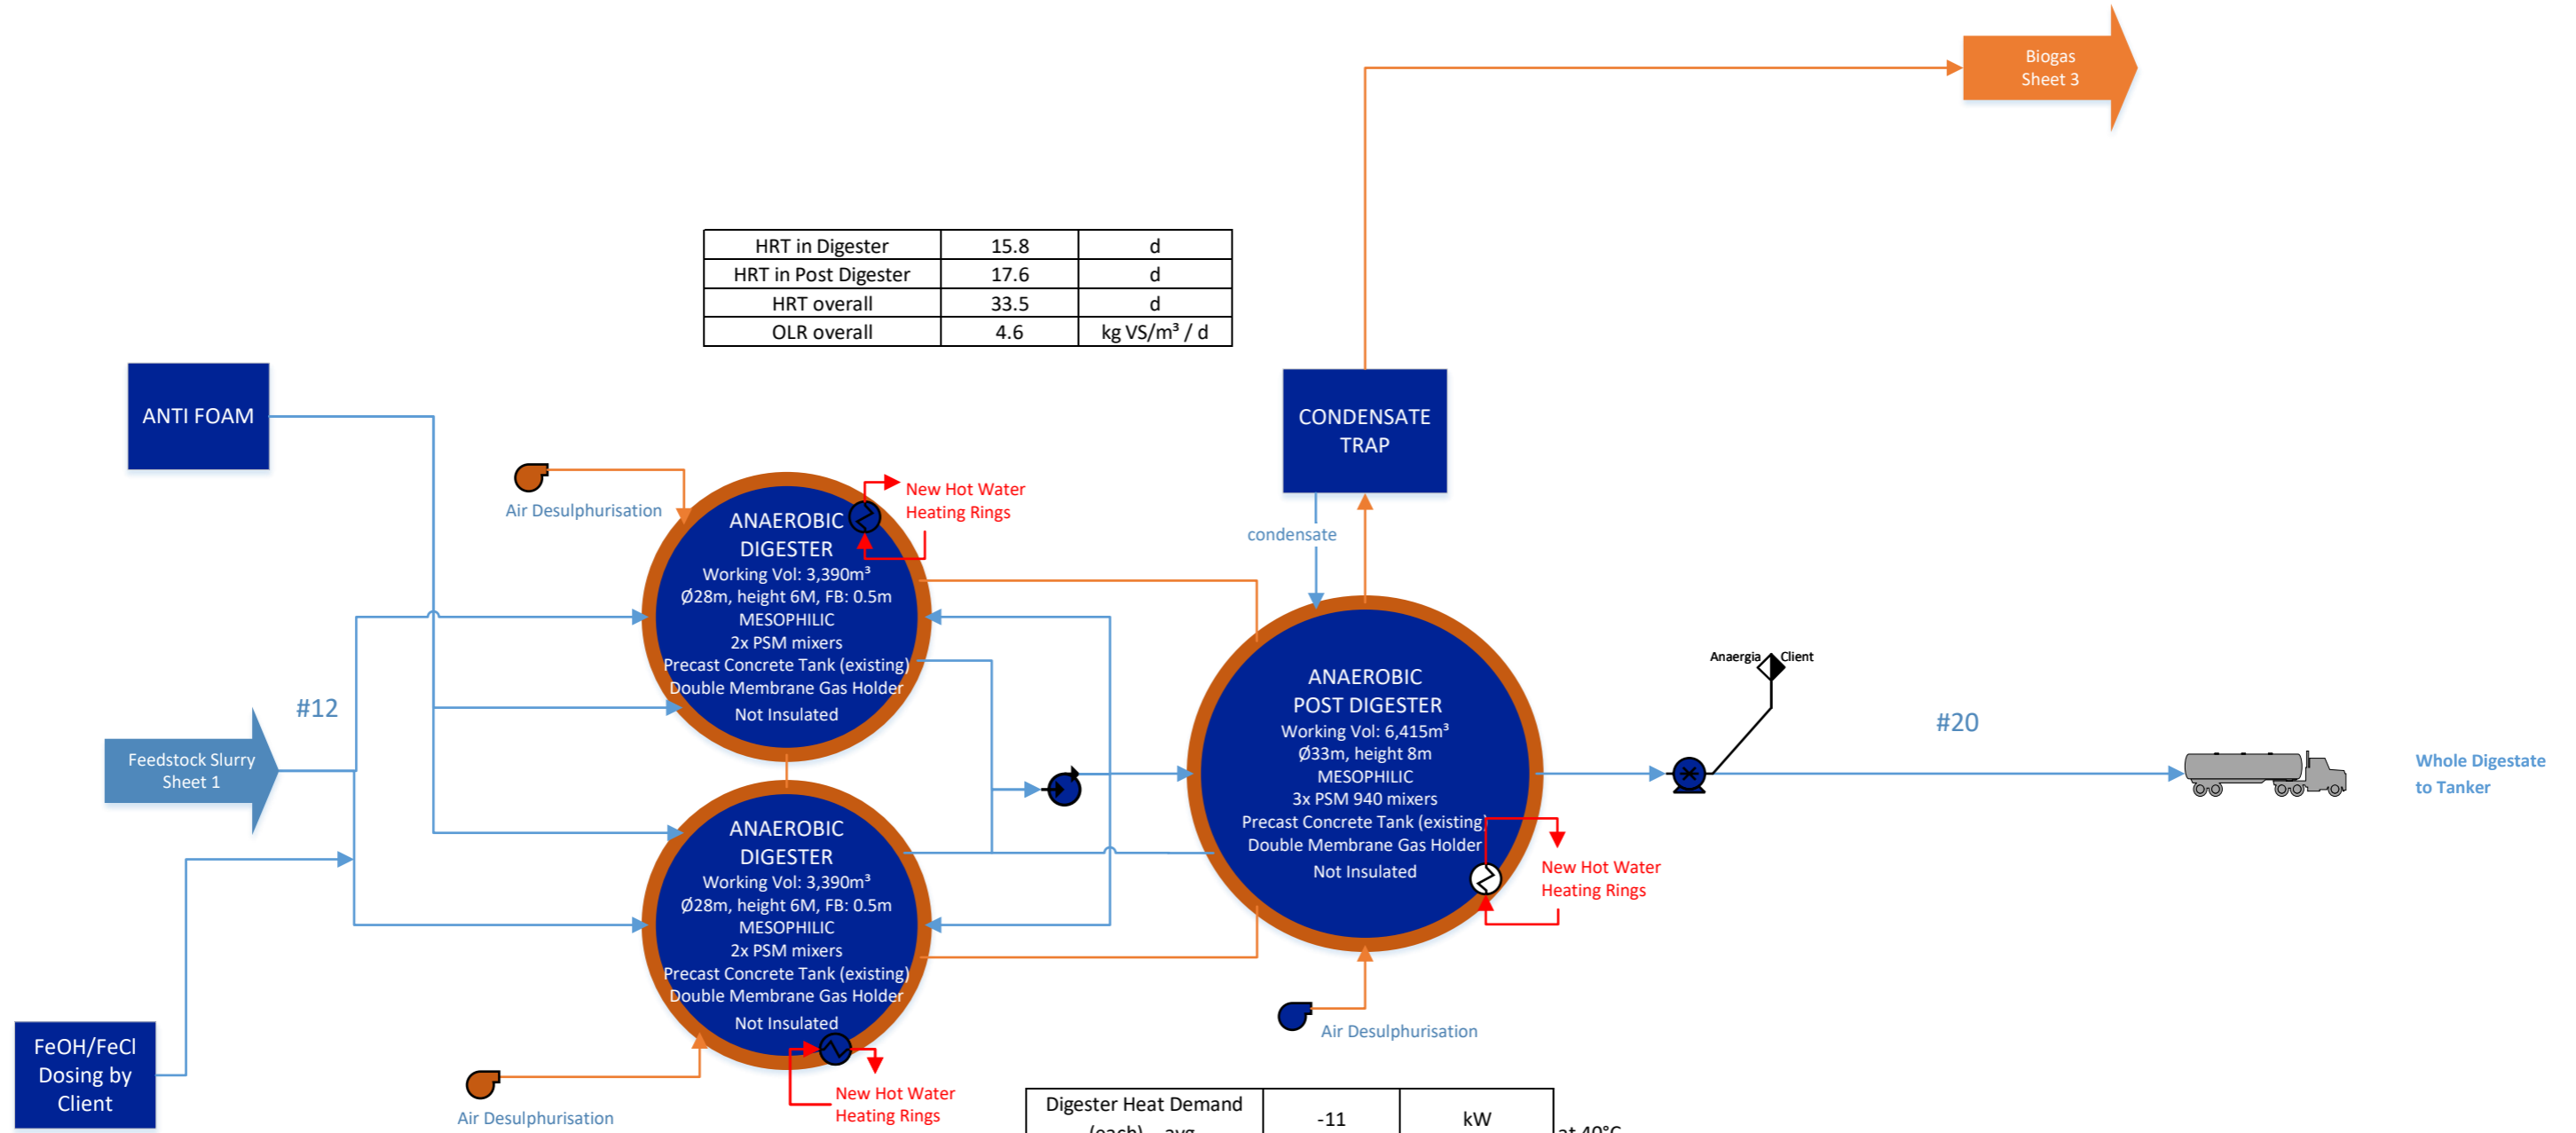 Biogas
Sheet 3
HRT in Digester 15.8 d
HRT in Post Digester 17.6 d
HRT overall 33.5 d
OLR overall 4.6 kg VS/m³ / d
ANTI FOAM
CONDENSATE
TRAP
condensate
Air Desulphurisation
New Hot Water
Heating Rings
ANAEROBIC
DIGESTER
Working Vol: 3,390m³
Ø28m, height 6M, FB: 0.5m
MESOPHILIC
2x PSM mixers
Precast Concrete Tank (existing)
Double Membrane Gas Holder
Not Insulated
#12
Feedstock Slurry
Sheet 1
ANAEROBIC
DIGESTER
Working Vol: 3,390m³
Ø28m, height 6M, FB: 0.5m
MESOPHILIC
2x PSM mixers
Precast Concrete Tank (existing)
Double Membrane Gas Holder
Not Insulated
ANAEROBIC
POST DIGESTER
Working Vol: 6,415m³
Ø33m, height 8m
MESOPHILIC
3x PSM 940 mixers
Precast Concrete Tank (existing)
Double Membrane Gas Holder
Not Insulated
Anaergia Client
#20
Whole Digestate
to Tanker
New Hot Water
Heating Rings
Air Desulphurisation
FeOH/FeCl
Dosing by
Client
Air Desulphurisation
New Hot Water
Heating Rings
Digester Heat Demand -11 kW
(each) avg
at 40°C